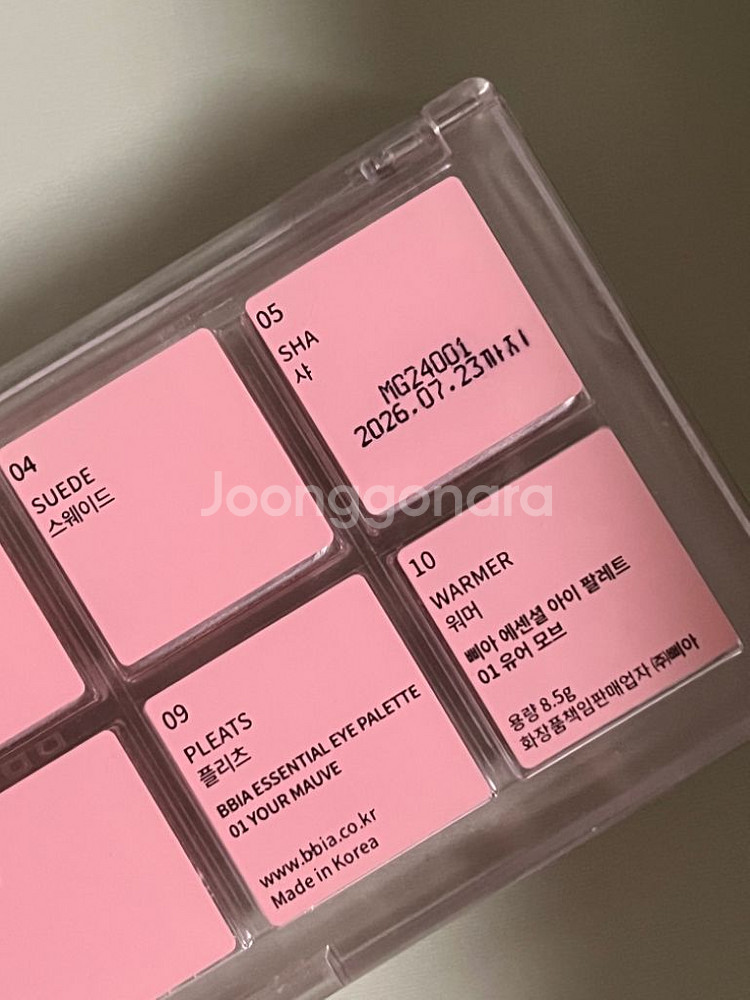 05
SHA
샤
MG24001
2026.07.23까지
04
SUEDE
스웨이드
Joonggonara
10
WARMER
워머
삐아 에센셜 아이 팔레트
01 유어 모브
용량 8.5g
화장품책임판매업자 ㈜삐아
09
PLEATS
플리츠
BBIA ESSENTIAL EYE PALETTE
01 YOUR MAUVE
www.bbia.co.kr
Made in Korea